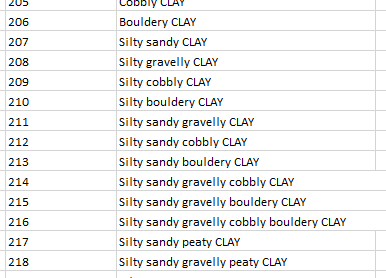 205 Cobbly CLAY
206 Bouldery CLAY
207 Silty sandy CLAY
208 Silty gravelly CLAY
209 Silty cobbly CLAY
210 Silty bouldery CLAY
211 Silty sandy gravelly CLAY
212 Silty sandy cobbly CLAY
213 Silty sandy bouldery CLAY
214 Silty sandy gravelly cobbly CLAY
215 Silty sandy gravelly bouldery CLAY
216 Silty sandy gravelly cobbly bouldery CLAY
217 Silty sandy peaty CLAY
218 Silty sandy gravelly peaty CLAY